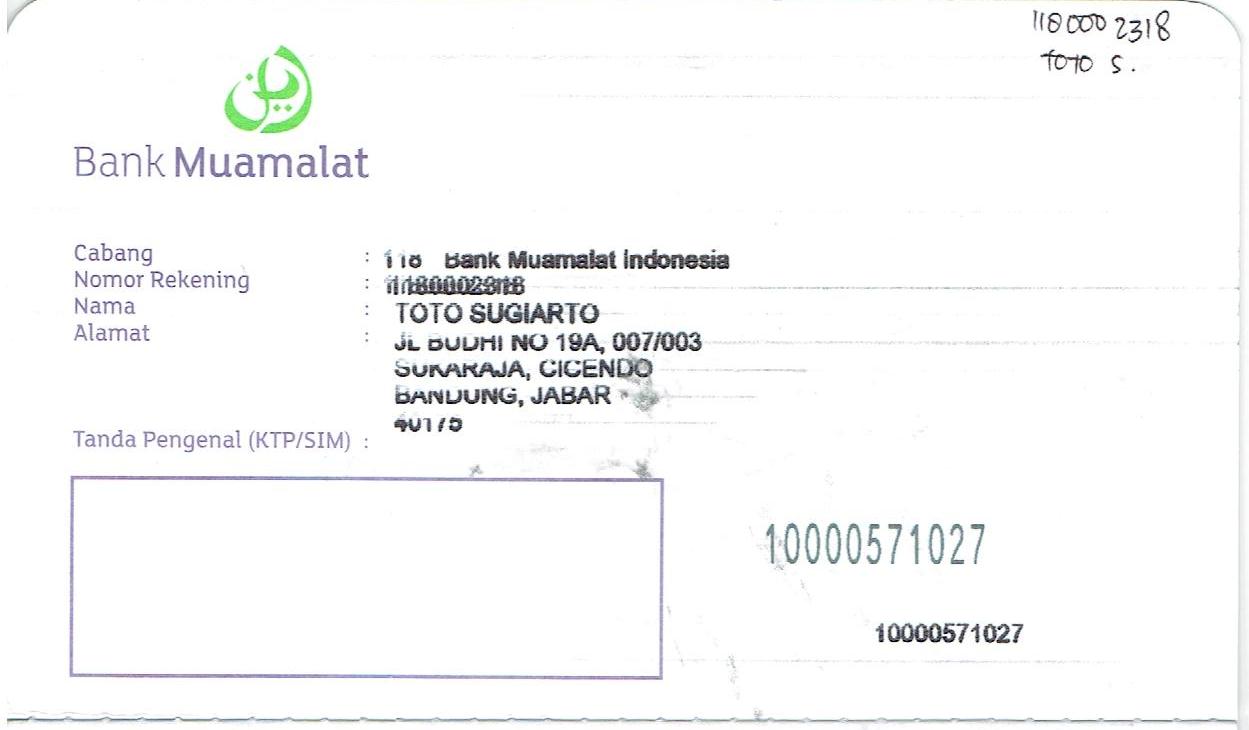 1180002318
TOTO S.
Bank Muamalat
Cabang : 118 Bank Muamalat Indonesia
Nomor Rekening :
Nama : TOTO SUGIARTO
Alamat : JL BUDHI NO 19A, 007/003
SUKARAJA, CICENDO
BANDUNG, JABAR
40175
Tanda Pengenal (KTP/SIM) :
10000571027
10000571027